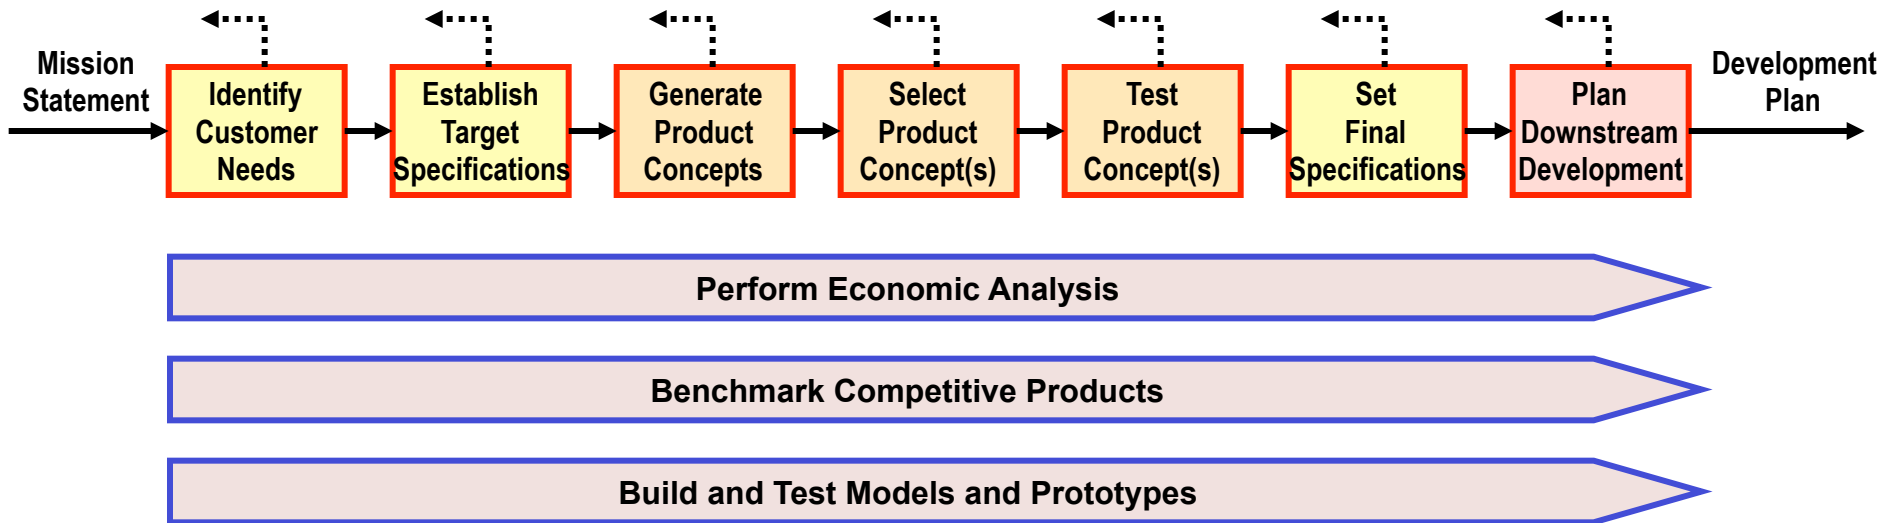 Mission
Statement
Identify
Customer
Needs
Establish
Target
Specifications
Generate
Product
Concepts
Select
Product
Concept(s)
Test
Product
Concept(s)
Set
Final
Specifications
Plan
Downstream
Development
Development
Plan
Perform Economic Analysis
Benchmark Competitive Products
Build and Test Models and Prototypes